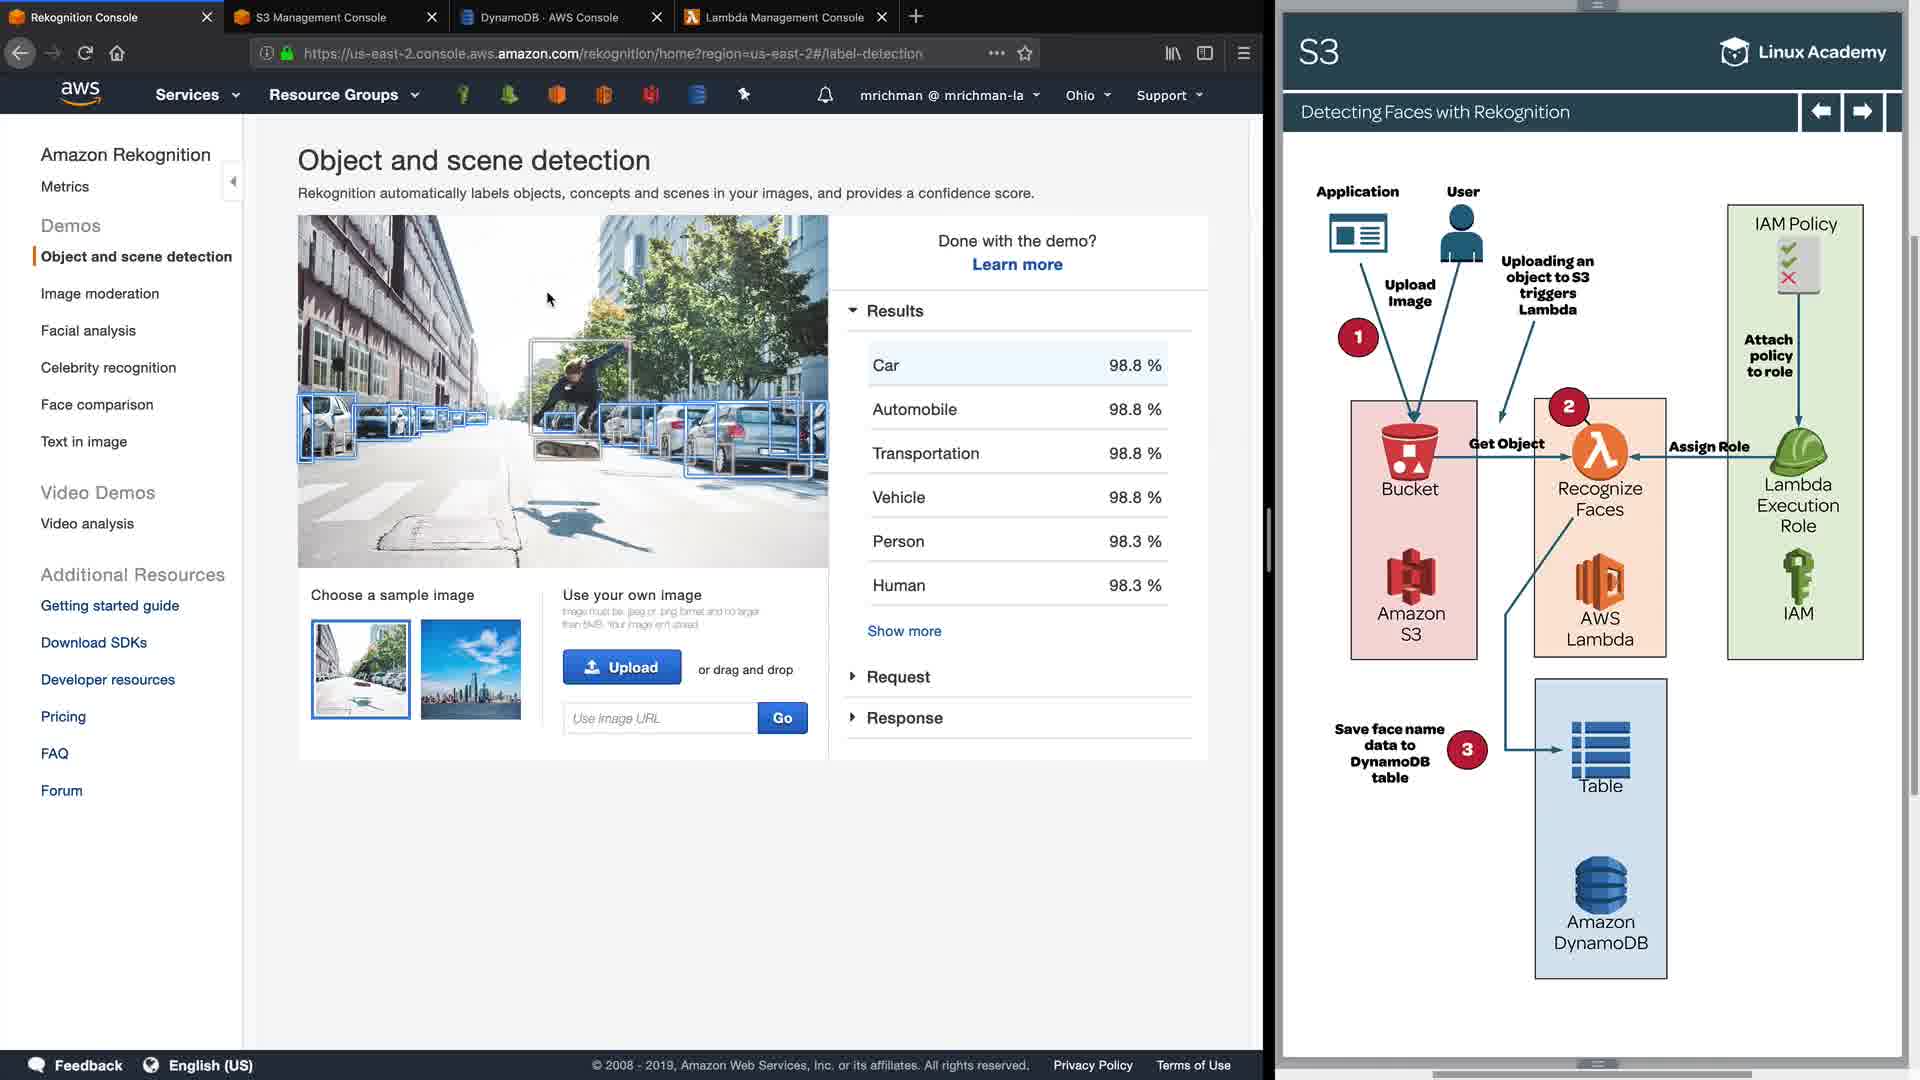 Rekognition Console
S3 Management Console
DynamoDB · AWS Console
Lambda Management Console
https://us-east-2.console.aws.amazon.com/rekognition/home?region=us-east-2#/label-detection
aws
Services
Resource Groups
mrichman @ mrichman-la
Ohio
Support
Amazon Rekognition
Metrics
Demos
Object and scene detection
Image moderation
Facial analysis
Celebrity recognition
Face comparison
Text in image
Video Demos
Video analysis
Additional Resources
Getting started guide
Download SDKs
Developer resources
Pricing
FAQ
Forum
Object and scene detection
Rekognition automatically labels objects, concepts and scenes in your images, and provides a confidence score.
Choose a sample image
Use your own image
Image must be .jpeg or .png format and no larger
than 5MB. Your image isn't stored.
Upload
or drag and drop
Use image URL
Go
Done with the demo?
Learn more
Results
Car 98.8 %
Automobile 98.8 %
Transportation 98.8 %
Vehicle 98.8 %
Person 98.3 %
Human 98.3 %
Show more
Request
Response
Feedback
English (US)
© 2008 - 2019, Amazon Web Services, Inc. or its affiliates. All rights reserved.
Privacy Policy
Terms of Use
S3
Linux Academy
Detecting Faces with Rekognition
Application
User
Upload
Image
Uploading an
object to S3
triggers
Lambda
1
IAM Policy
Attach
policy
to role
2
Get Object
Assign Role
Bucket
Recognize
Faces
Lambda
Execution
Role
Amazon
S3
AWS
Lambda
IAM
Save face name
data to
DynamoDB
table
3
Table
Amazon
DynamoDB